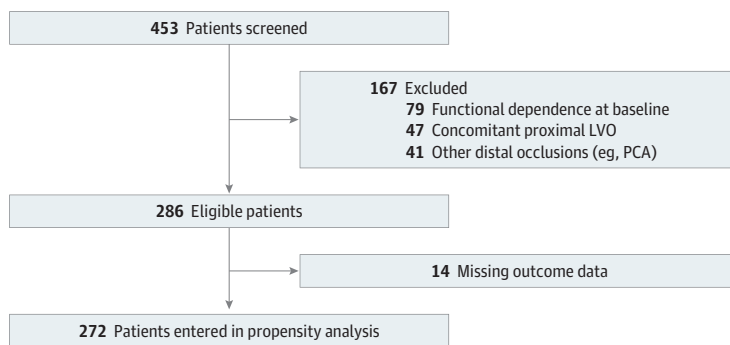 453 Patients screened
167 Excluded
79 Functional dependence at baseline
47 Concomitant proximal LVO
41 Other distal occlusions (eg, PCA)
286 Eligible patients
14 Missing outcome data
272 Patients entered in propensity analysis